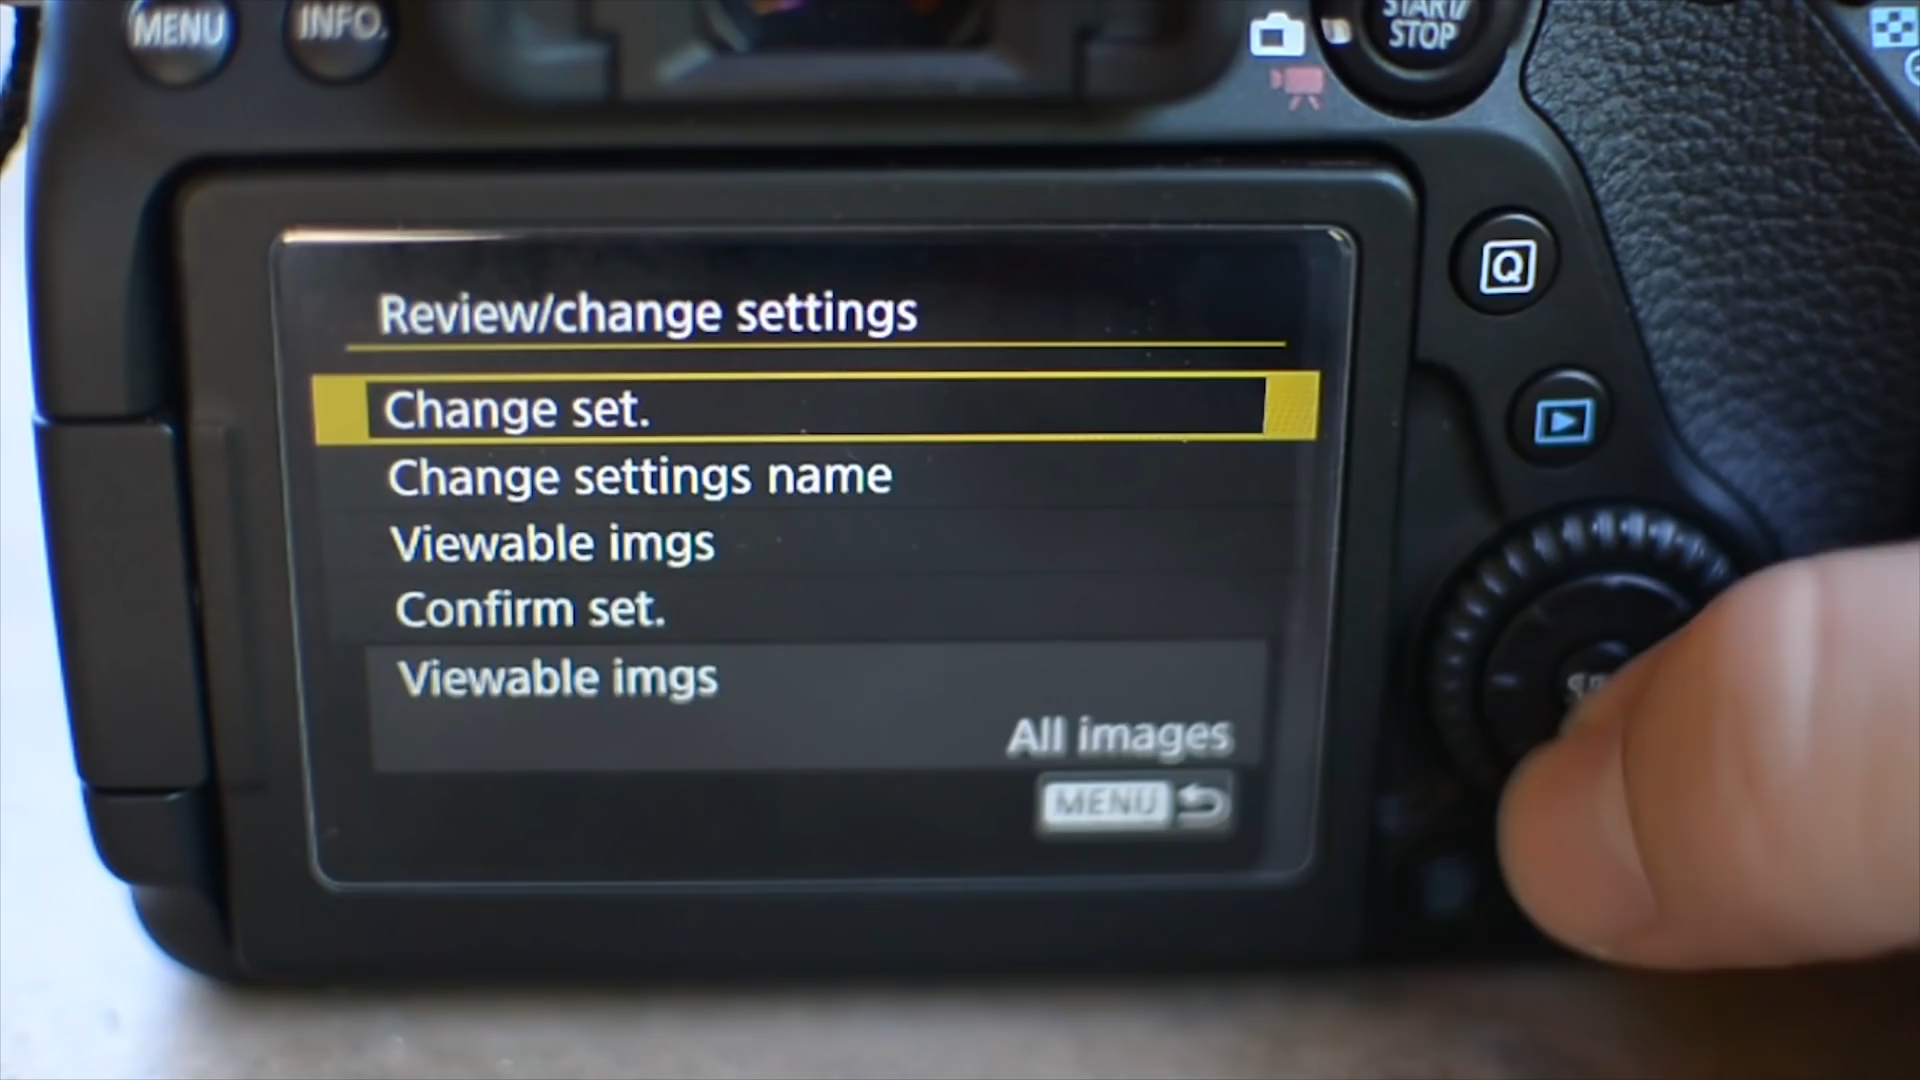 MENU
INFO.
START/
STOP
Review/change settings
Change set.
Change settings name
Viewable imgs
Confirm set.
Viewable imgs
All images
MENU
Q